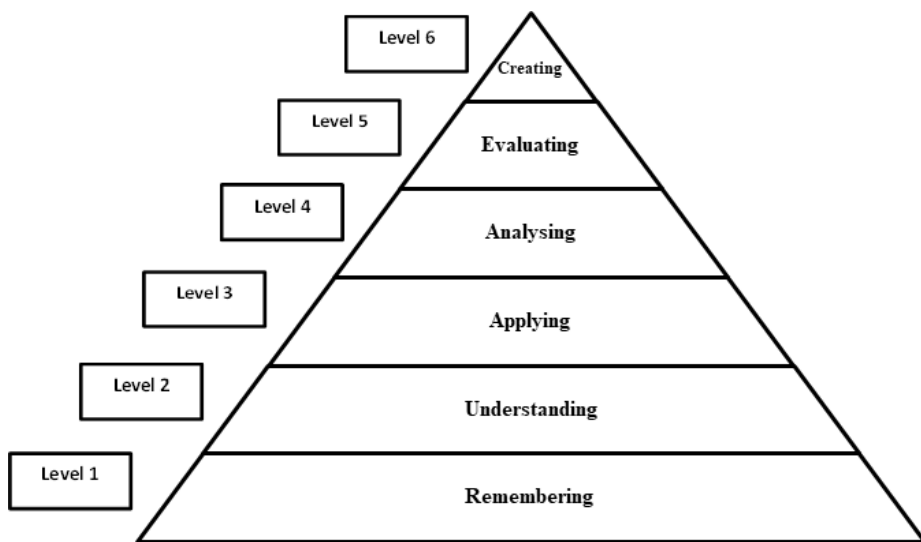 Level 6
Creating
Level 5
Evaluating
Level 4
Analysing
Level 3
Applying
Level 2
Understanding
Level 1
Remembering